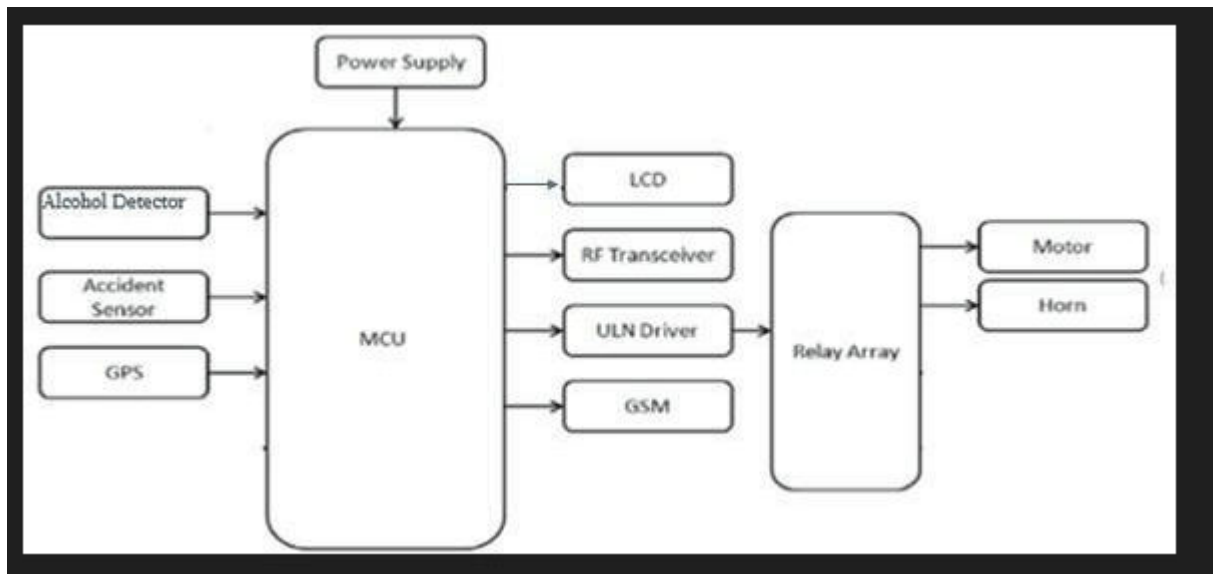 Power Supply
Alcohol Detector
Accident
Sensor
GPS
MCU
LCD
RF Transceiver
ULN Driver
GSM
Relay Array
Motor
Horn